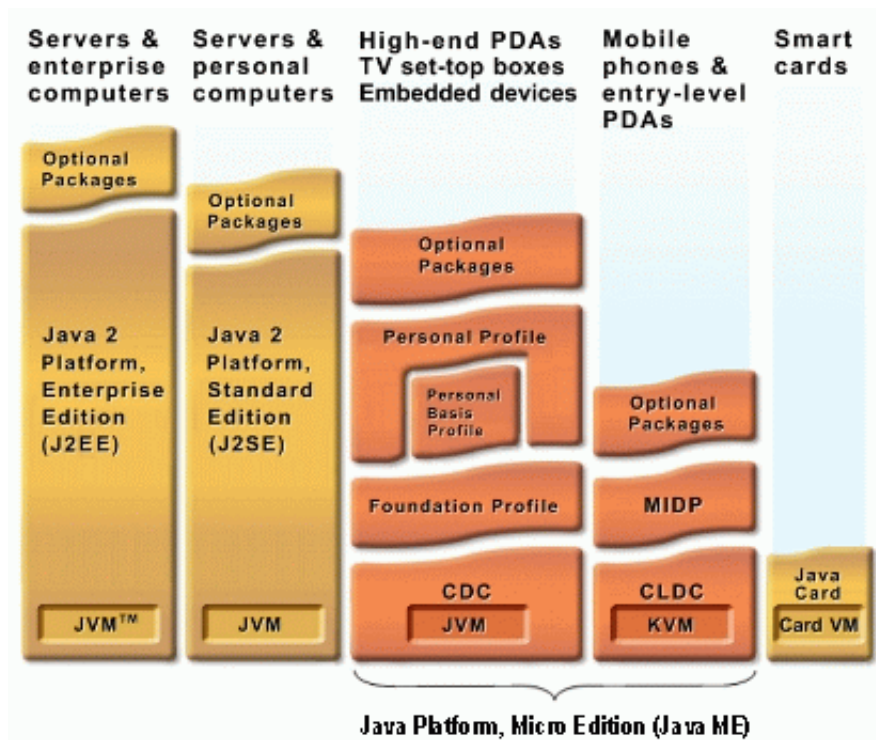 Servers &
enterprise
computers
Servers &
personal
computers
High-end PDAs
TV set-top boxes
Embedded devices
Mobile
phones &
entry-level
PDAs
Smart
cards
Optional
Packages
Java 2
Platform,
Enterprise
Edition
(J2EE)
JVM™
Optional
Packages
Java 2
Platform,
Standard
Edition
(J2SE)
JVM
Optional
Packages
Personal Profile
Personal
Basis
Profile
Foundation Profile
CDC
JVM
Optional
Packages
MIDP
CLDC
KVM
Java
Card
Card VM
Java Platform, Micro Edition (Java ME)